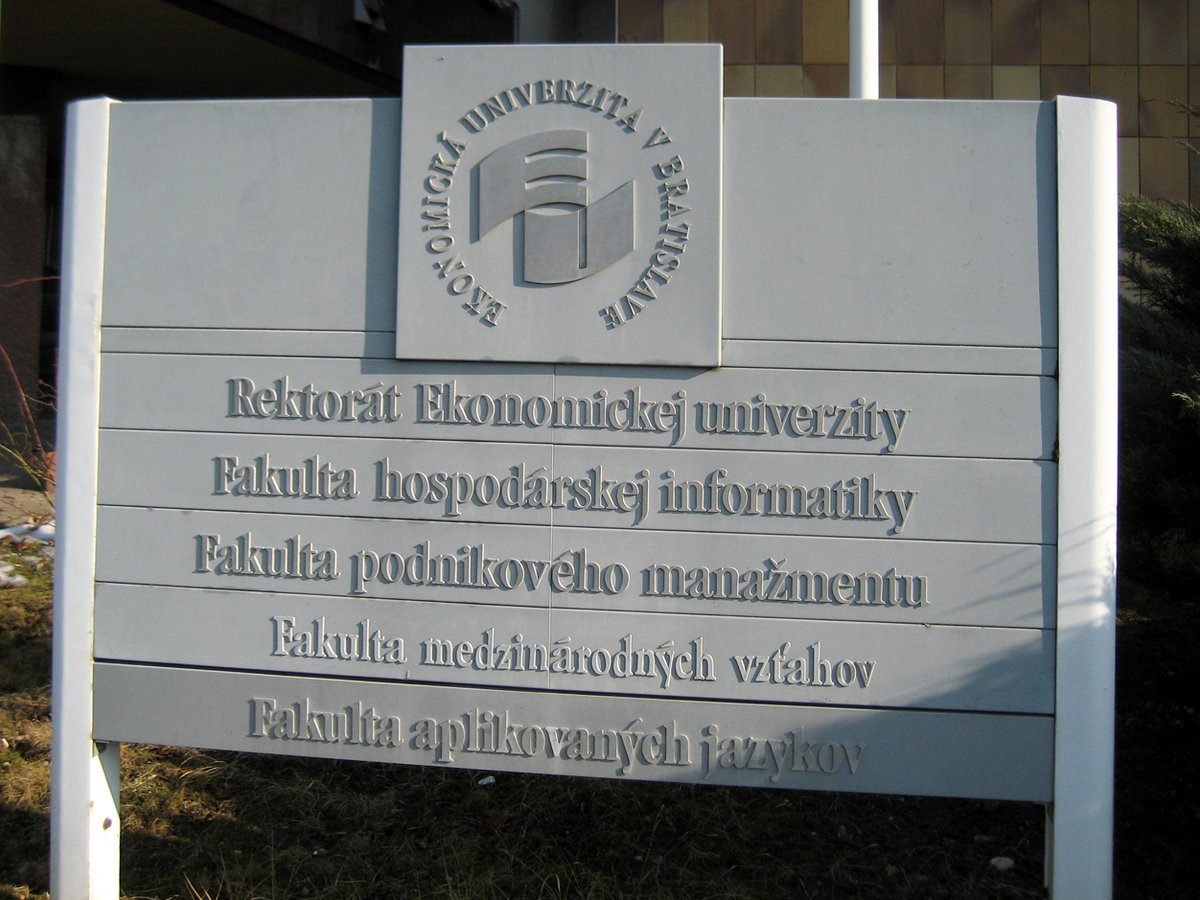 EKONOMICKÁ UNIVERZITA V BRATISLAVE
Rektorát Ekonomickej univerzity
Fakulta hospodárskej informatiky
Fakulta podnikového manažmentu
Fakulta medzinárodných vzťahov
Fakulta aplikovaných jazykov